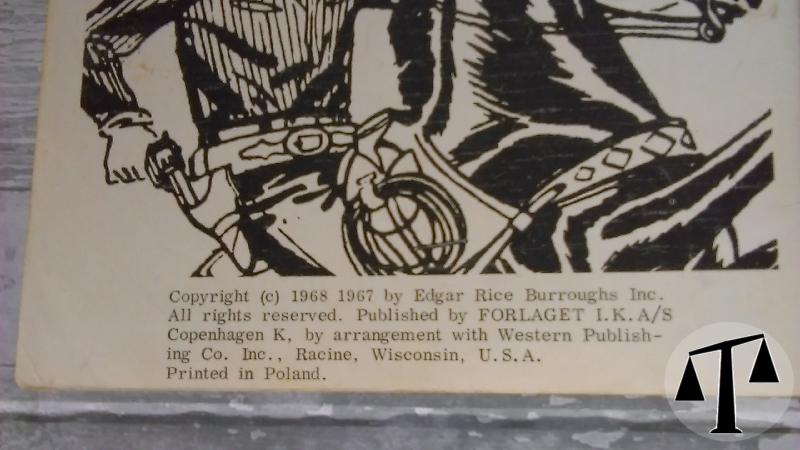 Copyright (c) 1968 1967 by Edgar Rice Burroughs Inc.
All rights reserved. Published by FORLAGET I.K.A/S
Copenhagen K, by arrangement with Western Publish-
ing Co. Inc., Racine, Wisconsin, U.S.A.
Printed in Poland.